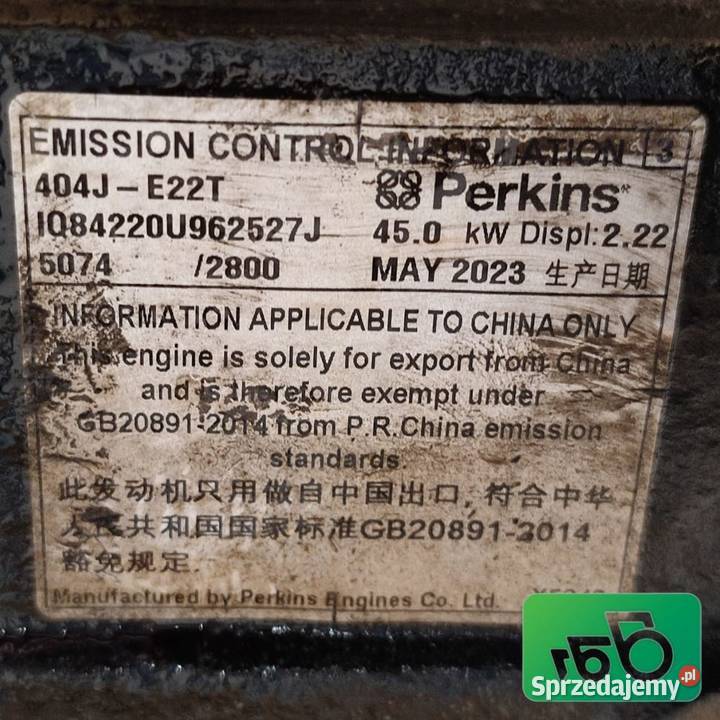 EMISSION CONTROL INFORMATION 3
404J-E22T Perkins
IQ84220U962527J 45.0 kW Displ:2.22
5074 /2800 MAY 2023 生产日期
INFORMATION APPLICABLE TO CHINA ONLY
This engine is solely for export from China
and is therefore exempt under
GB20891-2014 from P.R.China emission
standards.
此发动机只用做自中国出口, 符合中华
人民共和国国家标准GB20891-2014
豁免规定.
Manufactured by Perkins Engines Co. Ltd.
Sprzedajemy.pl